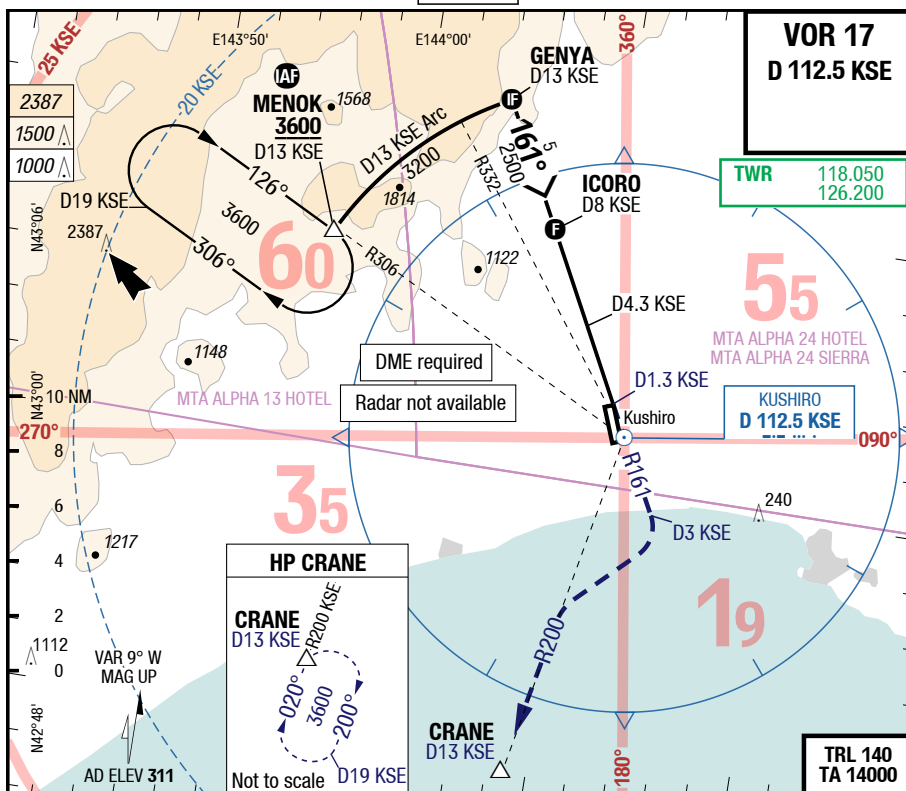 VOR 17
D 112.5 KSE
TWR 118.050
126.200
25 KSE
20 KSE
E143°50'
E144°00'
360°
2387
1500
1000
IAF
MENOK
3600
D13 KSE
1568
GENYA
D13 KSE
IF
D13 KSE Arc
3200
1814
R332
161°
5
2500
ICORO
D8 KSE
F
N43°06'
D19 KSE
2387
126°
3600
306°
60
R306
1122
D4.3 KSE
55
MTA ALPHA 24 HOTEL
MTA ALPHA 24 SIERRA
1148
DME required
Radar not available
MTA ALPHA 13 HOTEL
D1.3 KSE
Kushiro
KUSHIRO
D 112.5 KSE
N43°00'
10 NM
270°
090°
8
6
4
2
0
35
R161
D3 KSE
240
1217
1112
19
HP CRANE
CRANE
D13 KSE
R200 KSE
020°
3600
200°
D19 KSE
Not to scale
R200
CRANE
D13 KSE
180°
VAR 9° W
MAG UP
N42°48'
AD ELEV 311
TRL 140
TA 14000